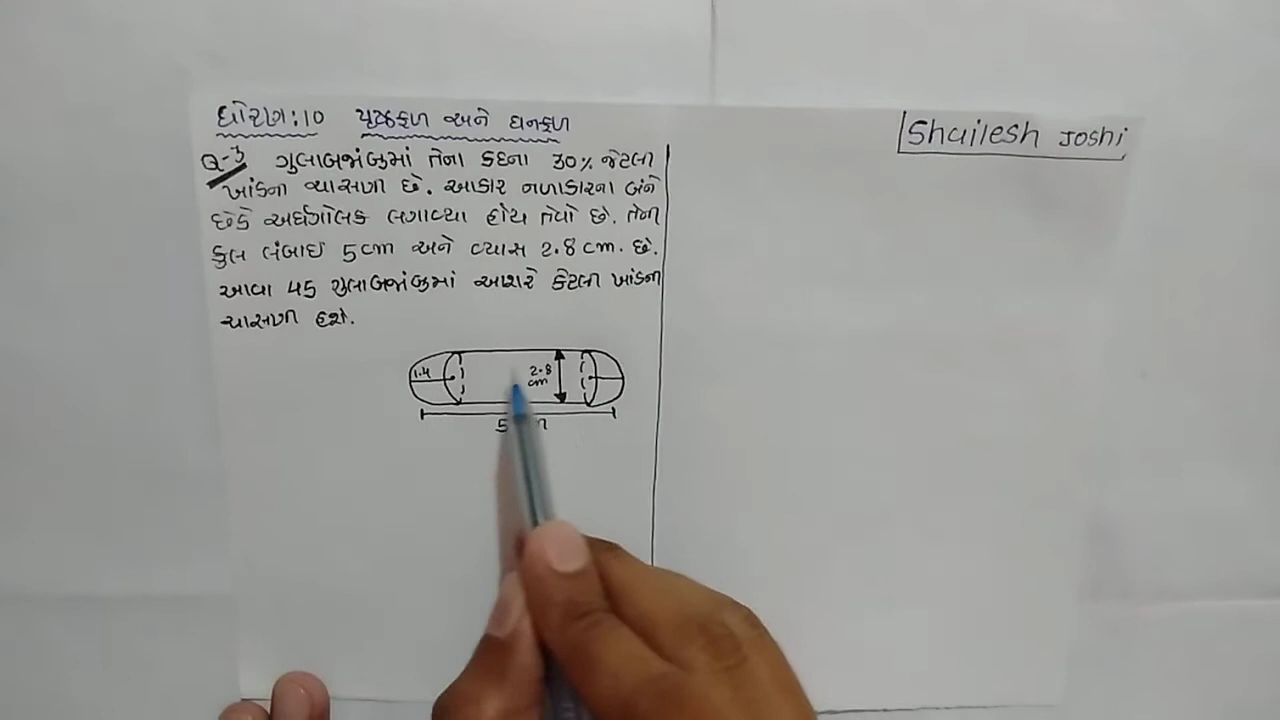 ધોરણ:10 પૃષ્ઠફળ અને ઘનફળ
Shailesh Joshi
Q-3 ગુલાબજાંબુમાં તેના કદના 30% જેટલી
ખાંડના ચાસણી છે. આકાર નળાકારના બંને
છેડે અર્ધગોલક લગાવ્યા હોય તેવો છે. તેની
કુલ લંબાઈ 5cm અને વ્યાસ 2.8 cm. છે.
આવા 45 ગુલાબજાંબુમાં આશરે કેટલી ખાંડની
ચાસણી હશે.
1.4
2.8
cm
5